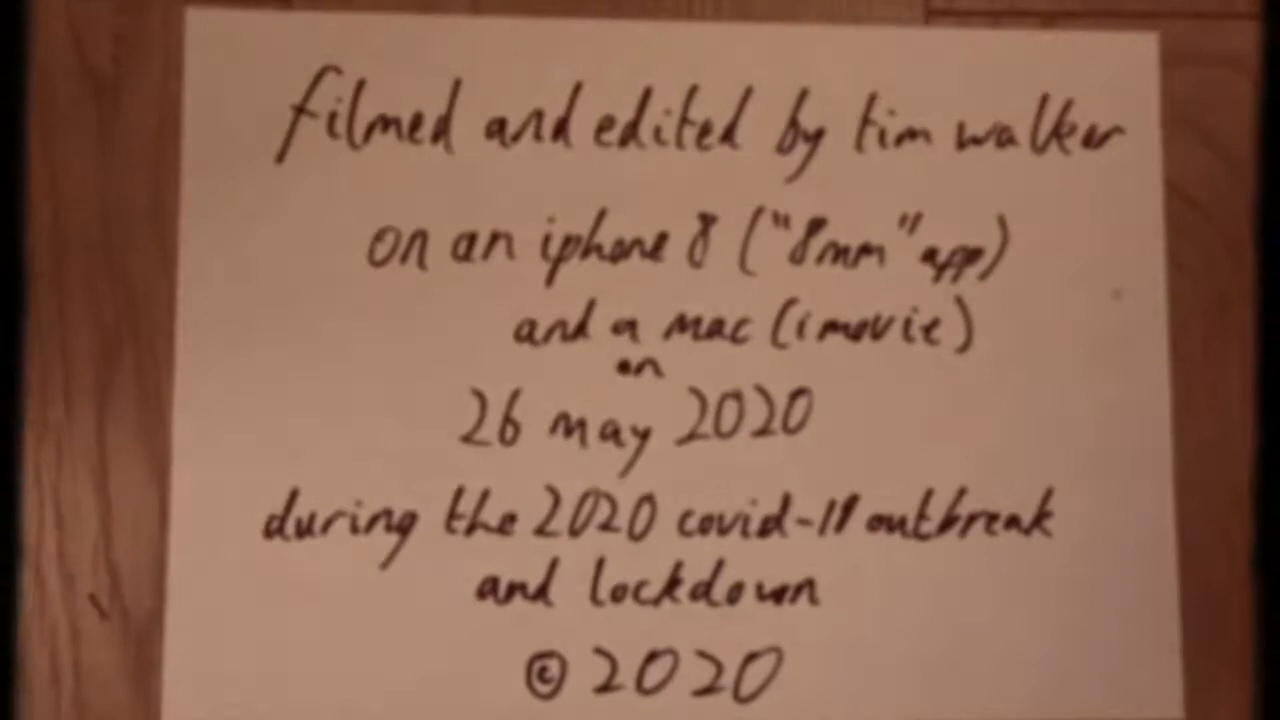 filmed and edited by tim walker
on an iphone 8 ("8mm" app)
and a mac (imovie)
on
26 may 2020
during the 2020 covid-19 outbreak
and lockdown
© 2020